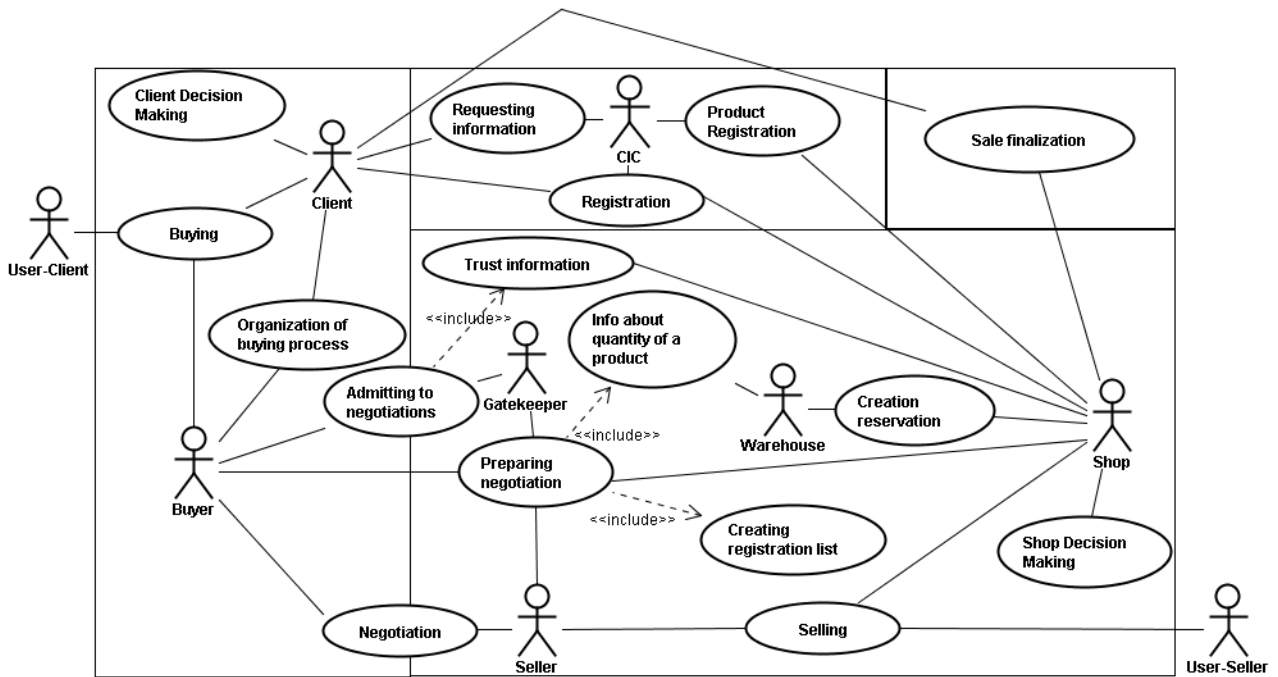 Client Decision
Making
Client
User-Client
Buying
Requesting
information
CIC
Product
Registration
Registration
Sale finalization
Trust information
<<include>>
Organization of
buying process
Info about
quantity of a
product
Admitting to
negotiations
Gatekeeper
<<include>>
Warehouse
Creation
reservation
Shop
Buyer
Preparing
negotiation
<<include>>
Creating
registration list
Shop Decision
Making
Negotiation
Seller
Selling
User-Seller